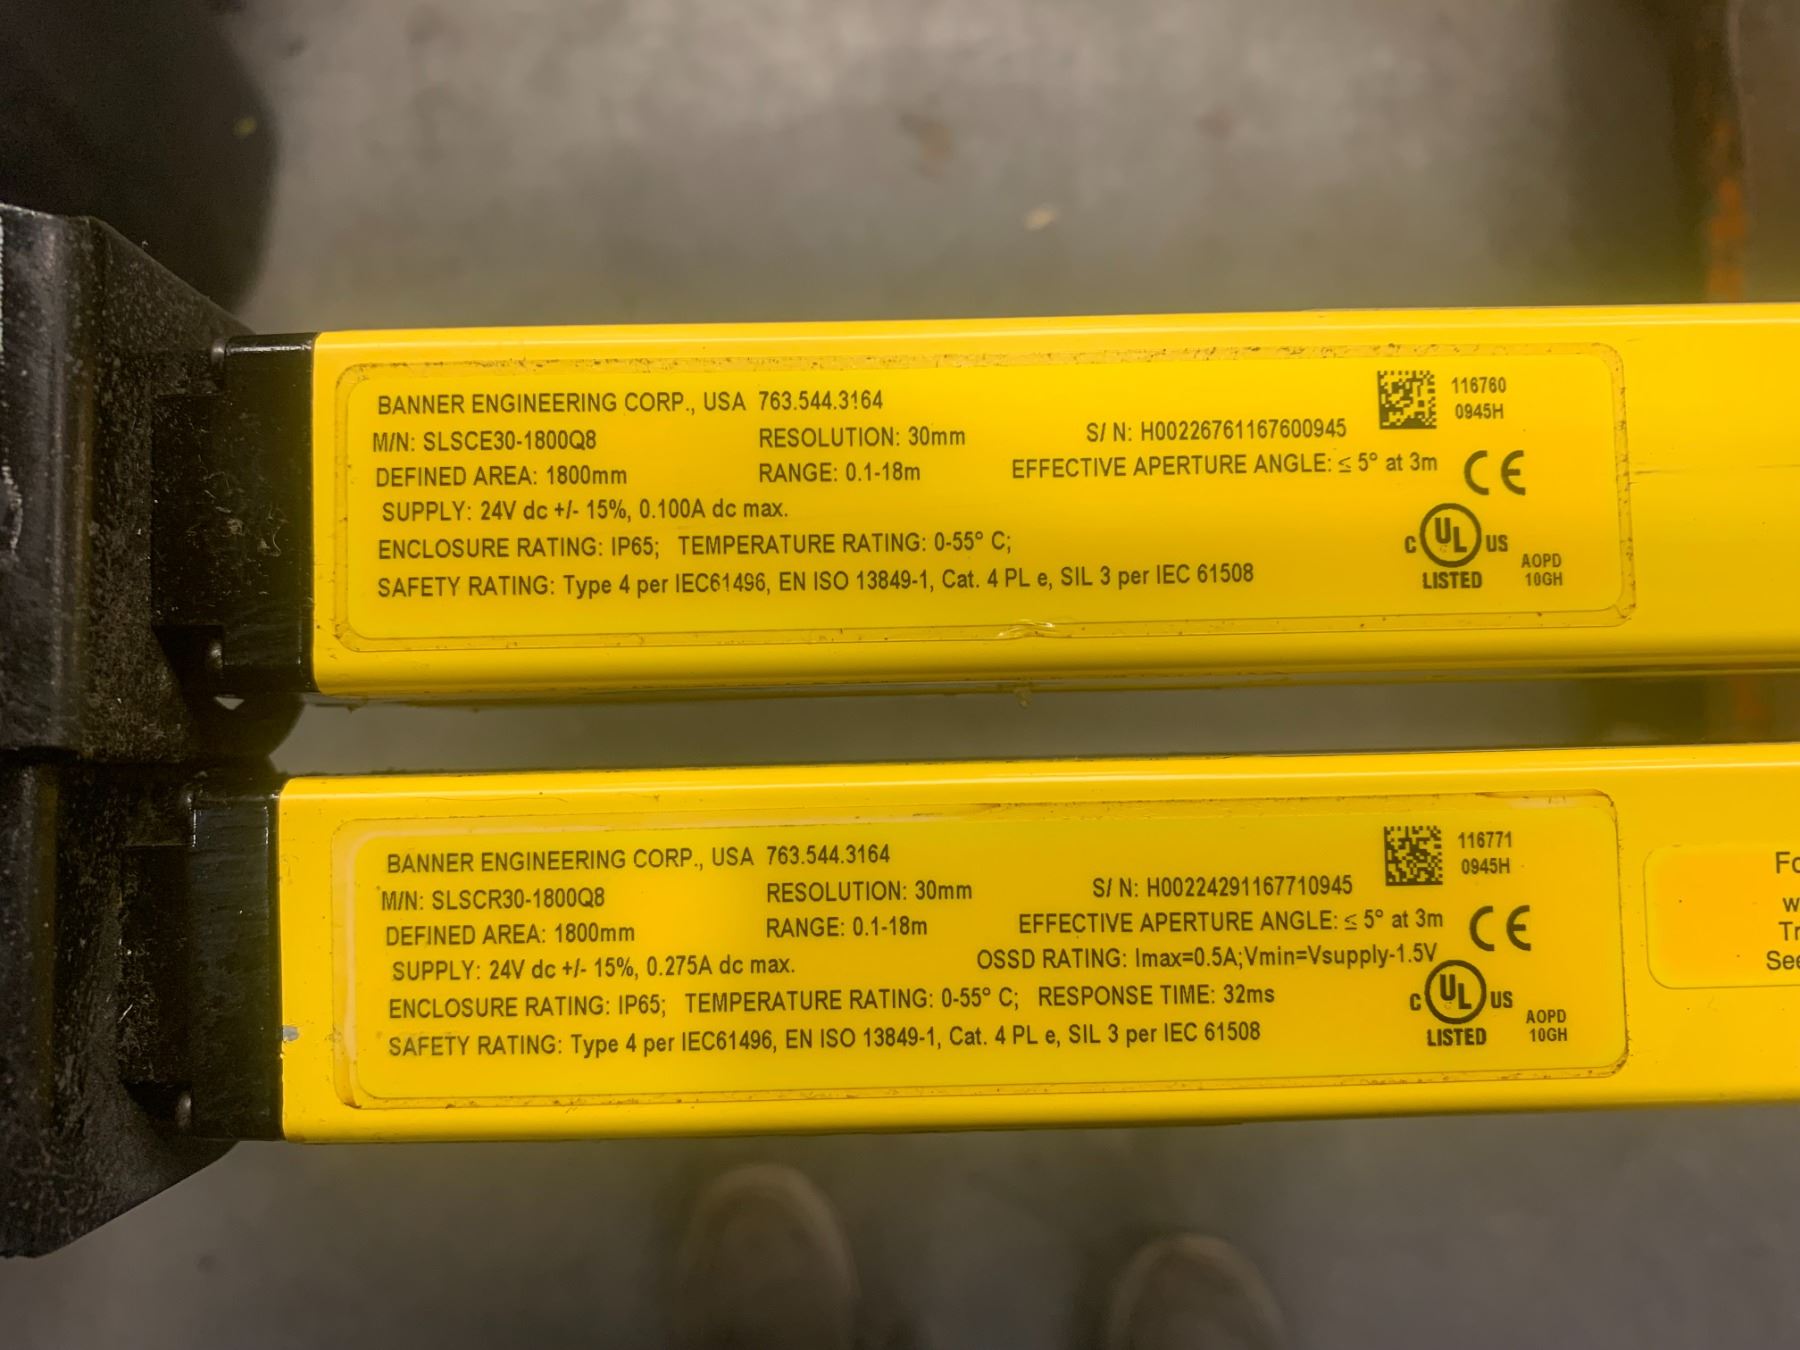 BANNER ENGINEERING CORP., USA 763.544.3164
116760
0945H
M/N: SLSCE30-1800Q8 RESOLUTION: 30mm S/ N: H00226761167600945
DEFINED AREA: 1800mm RANGE: 0.1-18m EFFECTIVE APERTURE ANGLE: ≤ 5° at 3m CE
SUPPLY: 24V dc +/- 15%, 0.100A dc max.
ENCLOSURE RATING: IP65; TEMPERATURE RATING: 0-55° C;
C UL US
LISTED
AOPD
10GH
SAFETY RATING: Type 4 per IEC61496, EN ISO 13849-1, Cat. 4 PL e, SIL 3 per IEC 61508
BANNER ENGINEERING CORP., USA 763.544.3164
116771
0945H
M/N: SLSCR30-1800Q8 RESOLUTION: 30mm S/ N: H00224291167710945
DEFINED AREA: 1800mm RANGE: 0.1-18m EFFECTIVE APERTURE ANGLE: ≤ 5° at 3m CE
SUPPLY: 24V dc +/- 15%, 0.275A dc max. OSSD RATING: Imax=0.5A;Vmin=Vsupply-1.5V
ENCLOSURE RATING: IP65; TEMPERATURE RATING: 0-55° C; RESPONSE TIME: 32ms
C UL US
LISTED
AOPD
10GH
SAFETY RATING: Type 4 per IEC61496, EN ISO 13849-1, Cat. 4 PL e, SIL 3 per IEC 61508
See